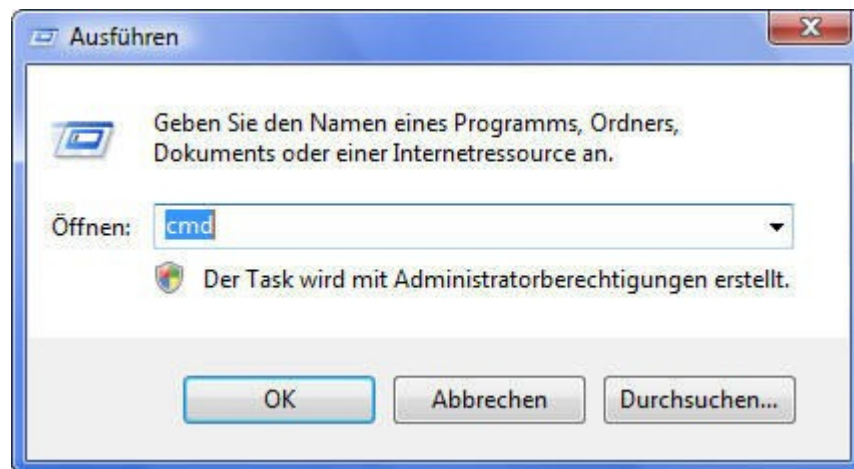 Ausführen
Geben Sie den Namen eines Programms, Ordners,
Dokuments oder einer Internetressource an.
Öffnen: cmd
Der Task wird mit Administratorberechtigungen erstellt.
OK Abbrechen Durchsuchen...